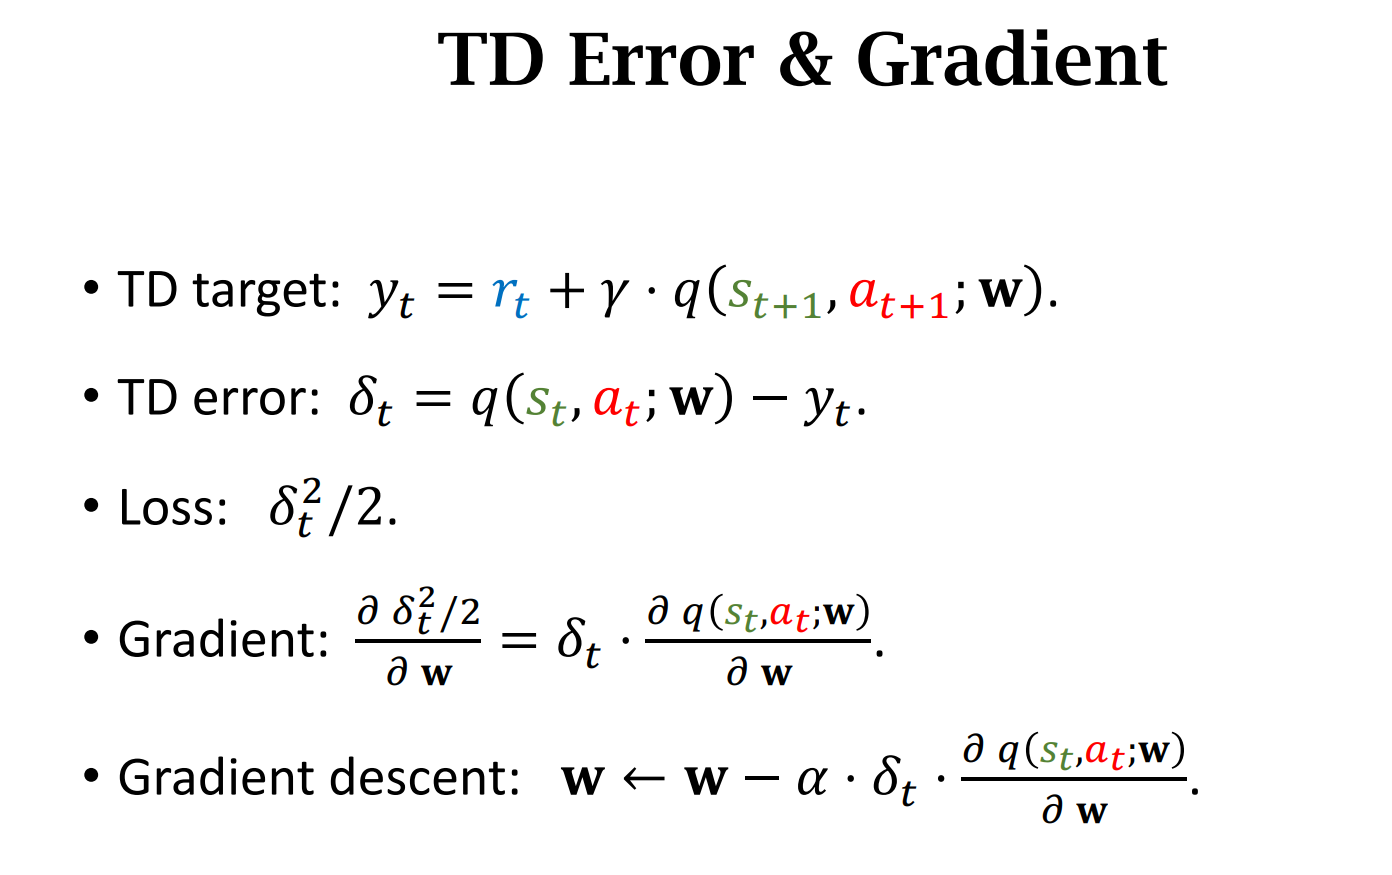 TD Error & Gradient
• TD target: $y_t = r_t + \gamma \cdot q(s_{t+1}, a_{t+1}; \mathbf{w})$.
• TD error: $\delta_t = q(s_t, a_t; \mathbf{w}) - y_t$.
• Loss: $\delta_t^2/2$.
• Gradient: $\frac{\partial\ \delta_t^2/2}{\partial\ \mathbf{w}} = \delta_t \cdot \frac{\partial\ q(s_t,a_t;\mathbf{w})}{\partial\ \mathbf{w}}$.
• Gradient descent: $\mathbf{w} \leftarrow \mathbf{w} - \alpha \cdot \delta_t \cdot \frac{\partial\ q(s_t,a_t;\mathbf{w})}{\partial\ \mathbf{w}}$.